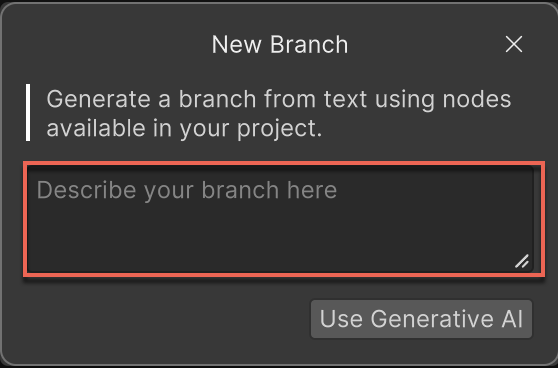 New Branch
Generate a branch from text using nodes
available in your project.
Describe your branch here
Use Generative AI